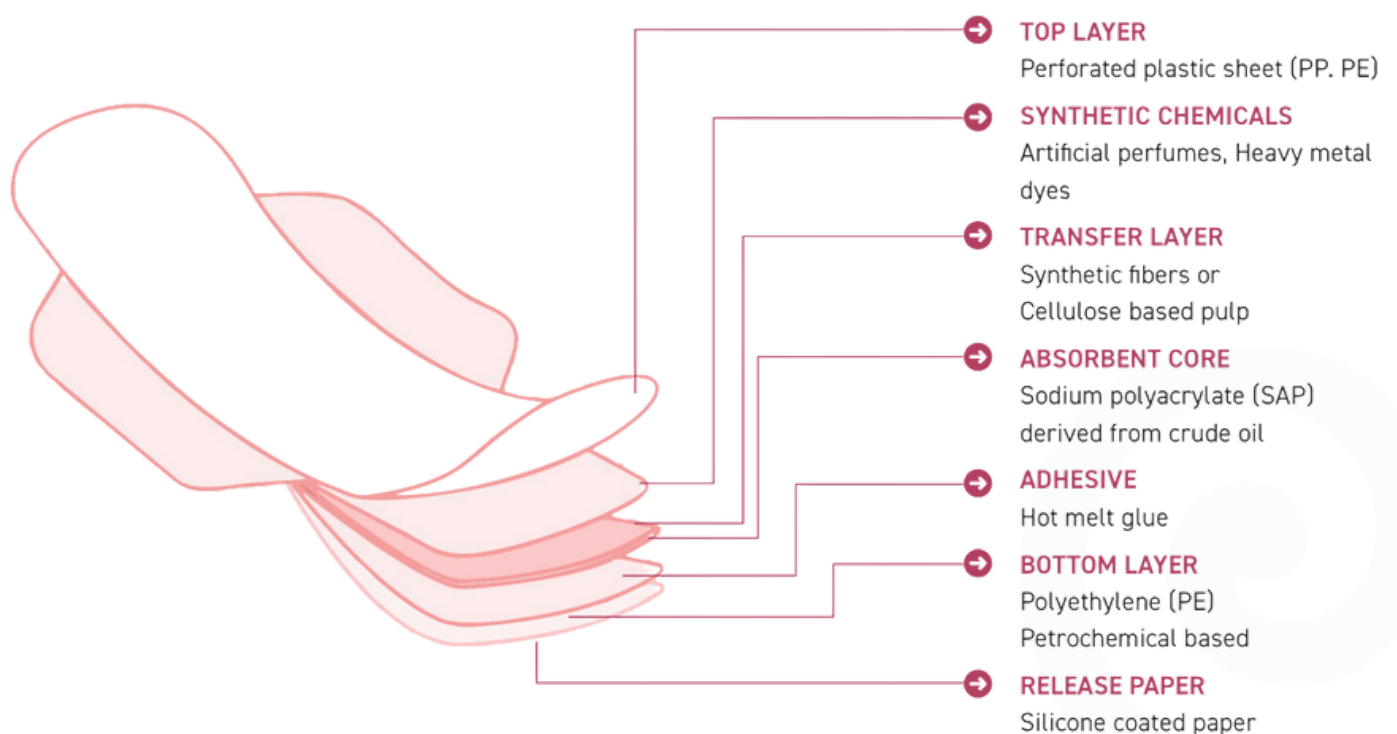 TOP LAYER
Perforated plastic sheet (PP. PE)
SYNTHETIC CHEMICALS
Artificial perfumes, Heavy metal
dyes
TRANSFER LAYER
Synthetic fibers or
Cellulose based pulp
ABSORBENT CORE
Sodium polyacrylate (SAP)
derived from crude oil
ADHESIVE
Hot melt glue
BOTTOM LAYER
Polyethylene (PE)
Petrochemical based
RELEASE PAPER
Silicone coated paper